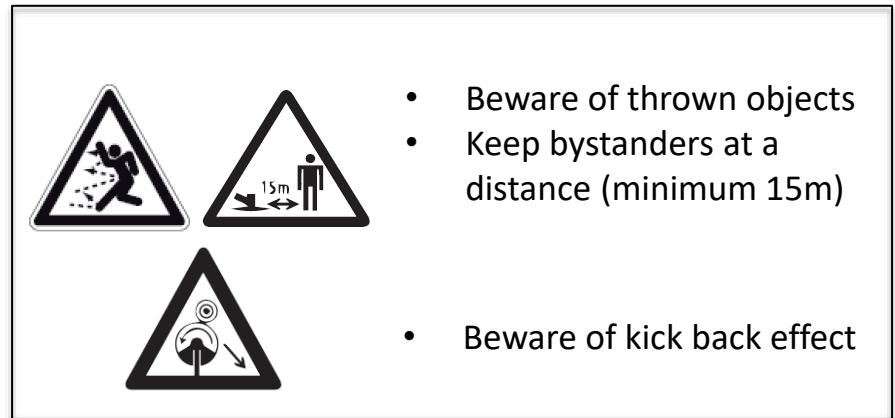 • Beware of thrown objects
• Keep bystanders at a
distance (minimum 15m)
15m
• Beware of kick back effect